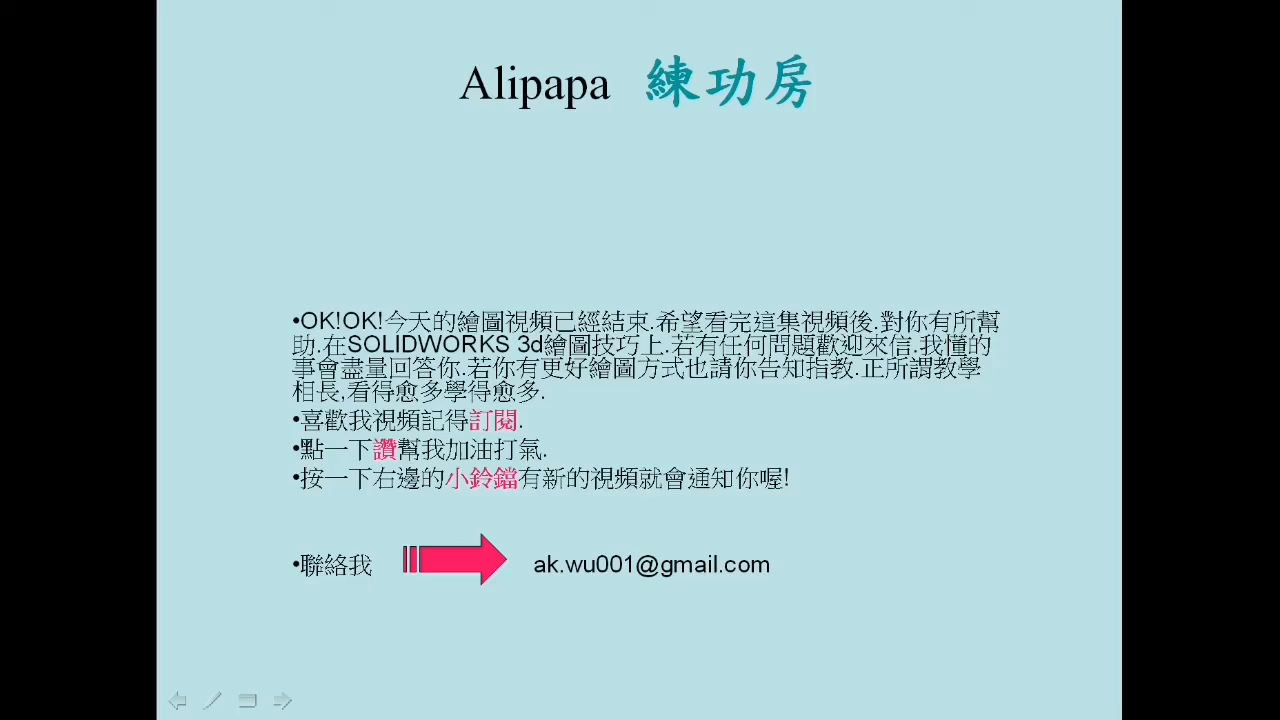 Alipapa 練功房
•OK!OK!今天的繪圖視頻已經結束.希望看完這集視頻後.對你有所幫
助.在SOLIDWORKS 3d繪圖技巧上.若有任何問題歡迎來信.我懂的
事會盡量回答你.若你有更好繪圖方式也請你告知指教.正所謂教學
相長,看得愈多學得愈多.
•喜歡我視頻記得訂閱.
•點一下讚幫我加油打氣.
•按一下右邊的小鈴鐺有新的視頻就會通知你喔!
•聯絡我 ak.wu001@gmail.com